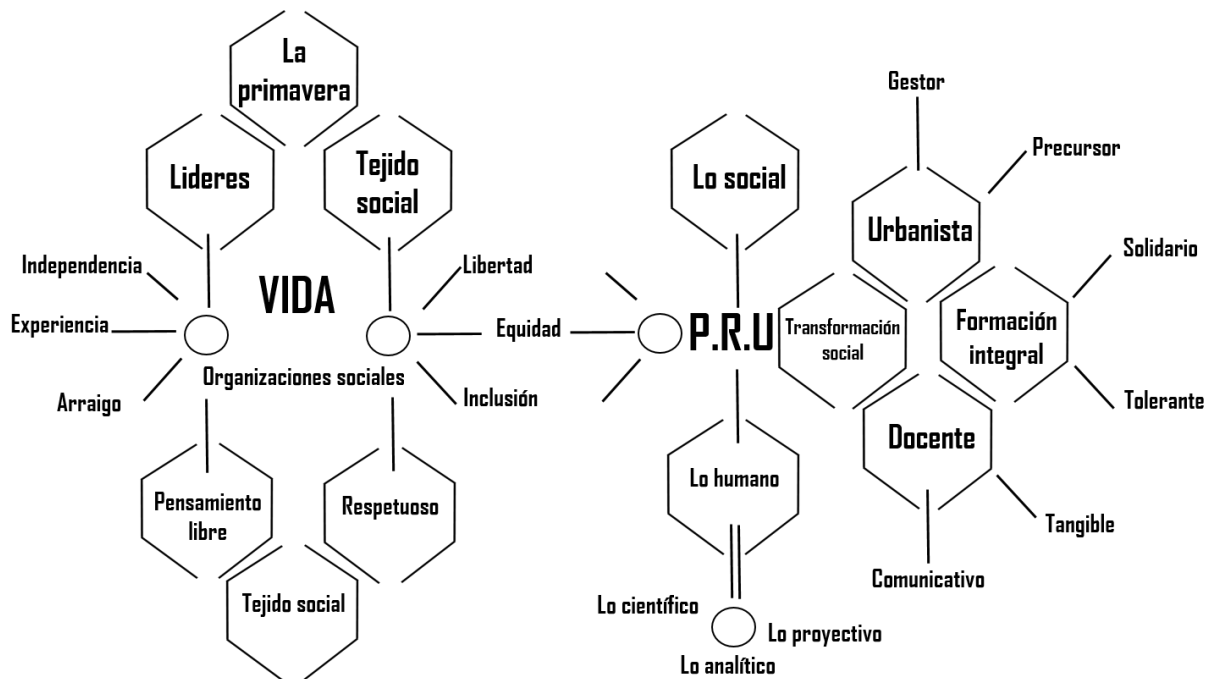 La
primavera
Lideres
Tejido
social
Independencia
Experiencia
Arraigo
VIDA
Organizaciones sociales
Libertad
Equidad
Inclusión
Pensamiento
libre
Respetuoso
Tejido social
Lo social
P.R.U
Transformación
social
Lo humano
Lo científico
Lo proyectivo
Lo analítico
Gestor
Precursor
Urbanista
Solidario
Formación
integral
Tolerante
Docente
Tangible
Comunicativo